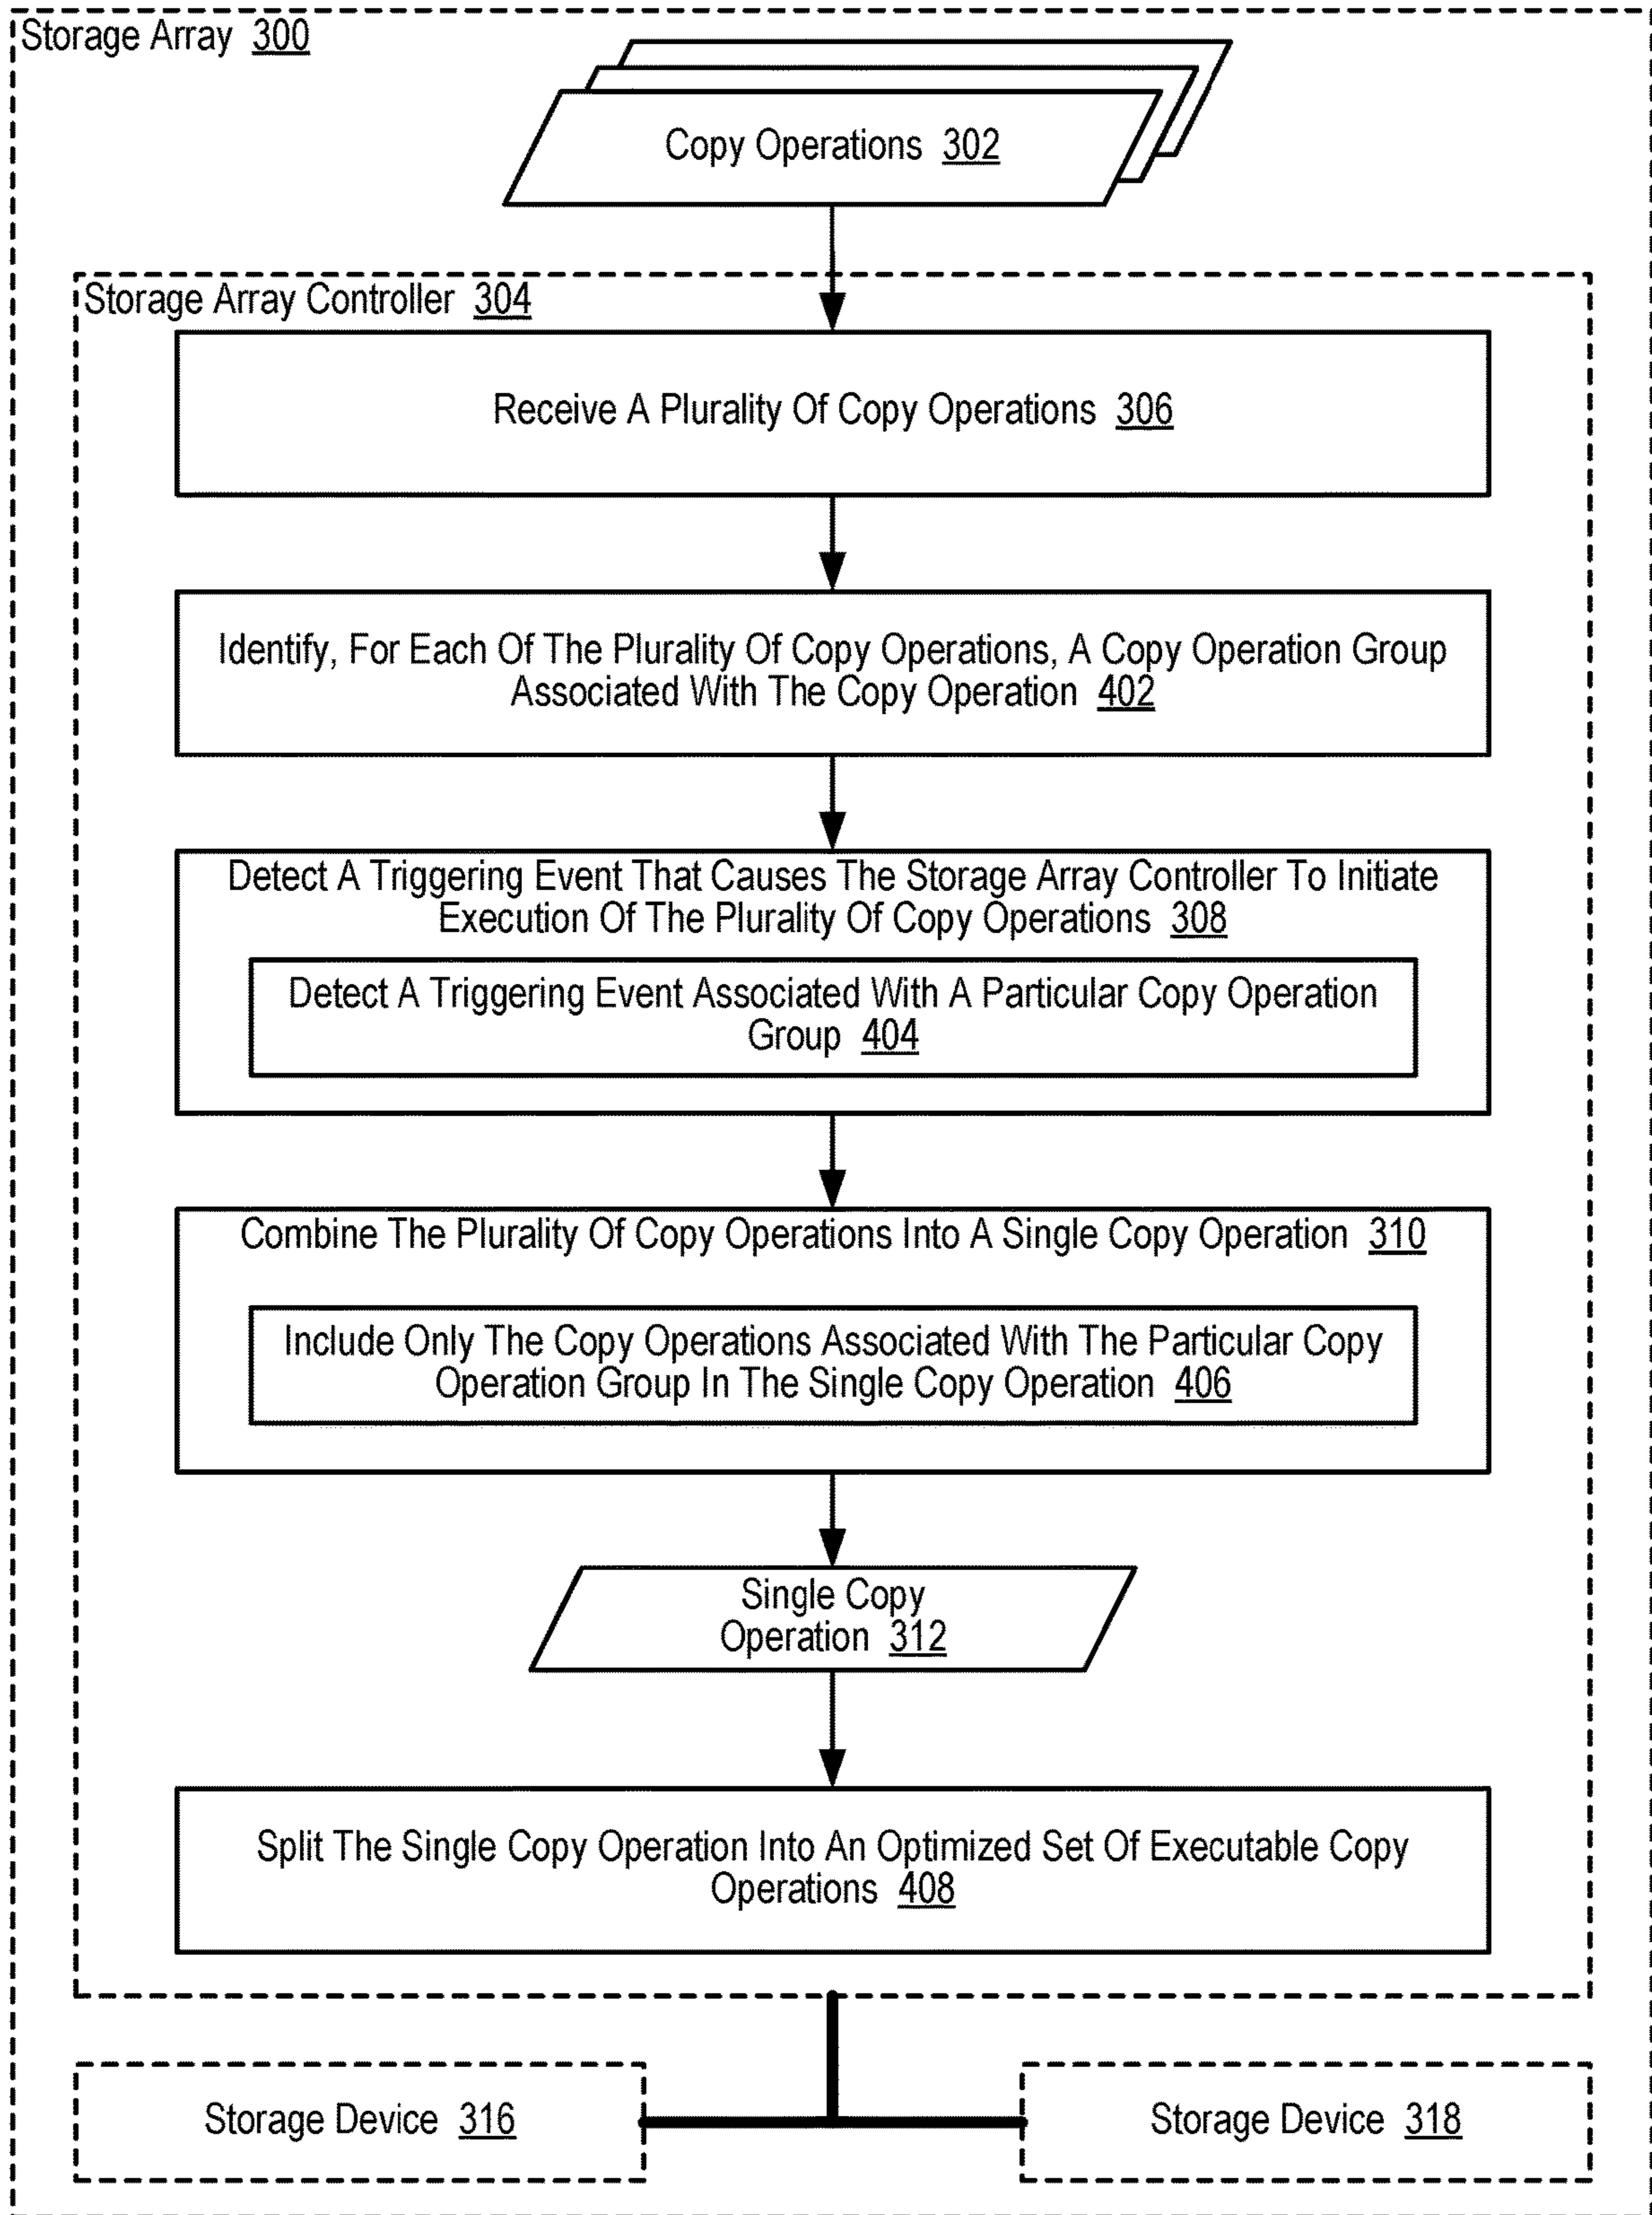 Storage Array 300
Copy Operations 302
Storage Array Controller 304
Receive A Plurality Of Copy Operations 306
Identify, For Each Of The Plurality Of Copy Operations, A Copy Operation Group
Associated With The Copy Operation 402
Detect A Triggering Event That Causes The Storage Array Controller To Initiate
Execution Of The Plurality Of Copy Operations 308
Detect A Triggering Event Associated With A Particular Copy Operation
Group 404
Combine The Plurality Of Copy Operations Into A Single Copy Operation 310
Include Only The Copy Operations Associated With The Particular Copy
Operation Group In The Single Copy Operation 406
Single Copy
Operation 312
Split The Single Copy Operation Into An Optimized Set Of Executable Copy
Operations 408
Storage Device 316
Storage Device 318